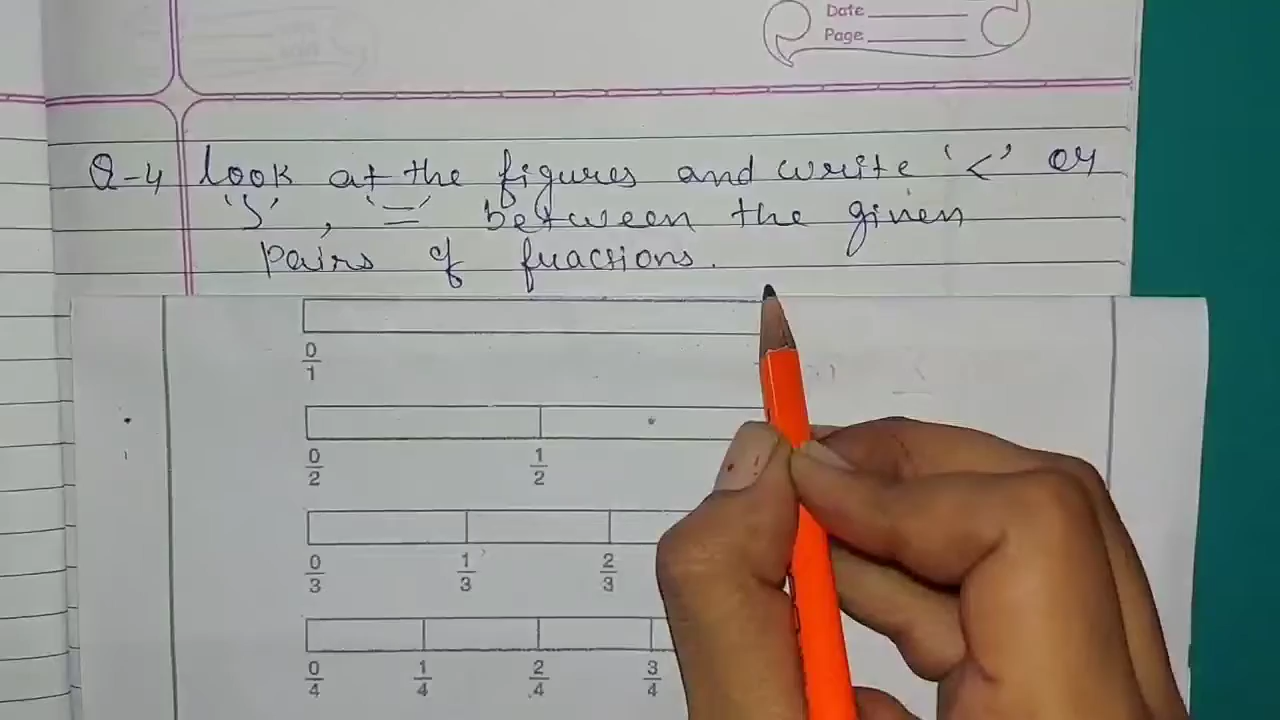 Date
Page
Q-4 look at the figures and write '<' or
'>', '=' between the given
pairs of fractions.
0/1
0/2 1/2
0/3 1/3 2/3
0/4 1/4 2/4 3/4